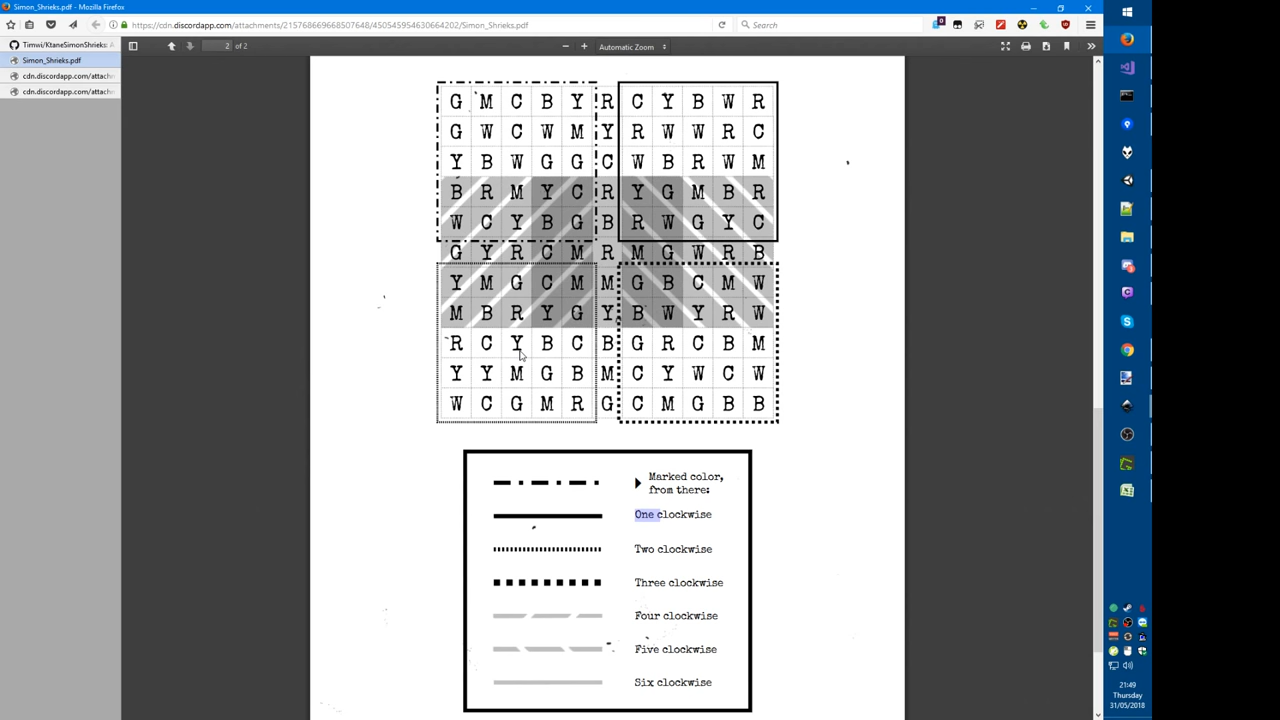 Simon_Shrieks.pdf - Mozilla Firefox
https://cdn.discordapp.com/attachments/215768669668507648/450545954630664202/Simon_Shrieks.pdf
Search
Timwi/KtaneSimonShrieks: A
Simon_Shrieks.pdf
cdn.discordapp.com/attach
cdn.discordapp.com/attach
2 of 2
Automatic Zoom
G M C B Y R C Y B W R
G W C W M Y R W W R C
Y B W G G C W B R W M
B R M Y C R Y G M B R
W C Y B G B R W G Y C
G Y R C M R M G W R B
Y M G C M M G B C M W
M B R Y G Y B W Y R W
R C Y B C B G R C B M
Y Y M G B M C Y W C W
W C G M R G C M G B B
Marked color,
from there:
One clockwise
Two clockwise
Three clockwise
Four clockwise
Five clockwise
Six clockwise
21:49
Thursday
31/05/2018